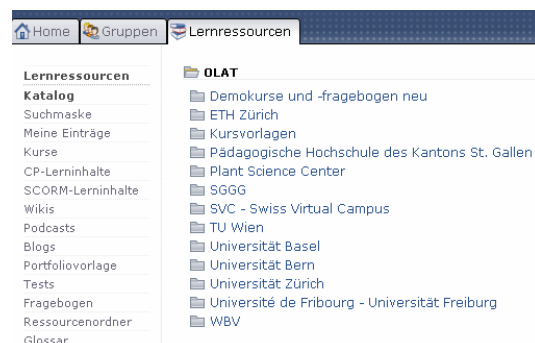 Home Gruppen Lernressourcen
Lernressourcen
Katalog
Suchmaske
Meine Einträge
Kurse
CP-Lerninhalte
SCORM-Lerninhalte
Wikis
Podcasts
Blogs
Portfoliovorlage
Tests
Fragebogen
Ressourcenordner
Glossar
OLAT
Demokurse und -fragebogen neu
ETH Zürich
Kursvorlagen
Pädagogische Hochschule des Kantons St. Gallen
Plant Science Center
SGGG
SVC - Swiss Virtual Campus
TU Wien
Universität Basel
Universität Bern
Universität Zürich
Université de Fribourg - Universität Freiburg
WBV